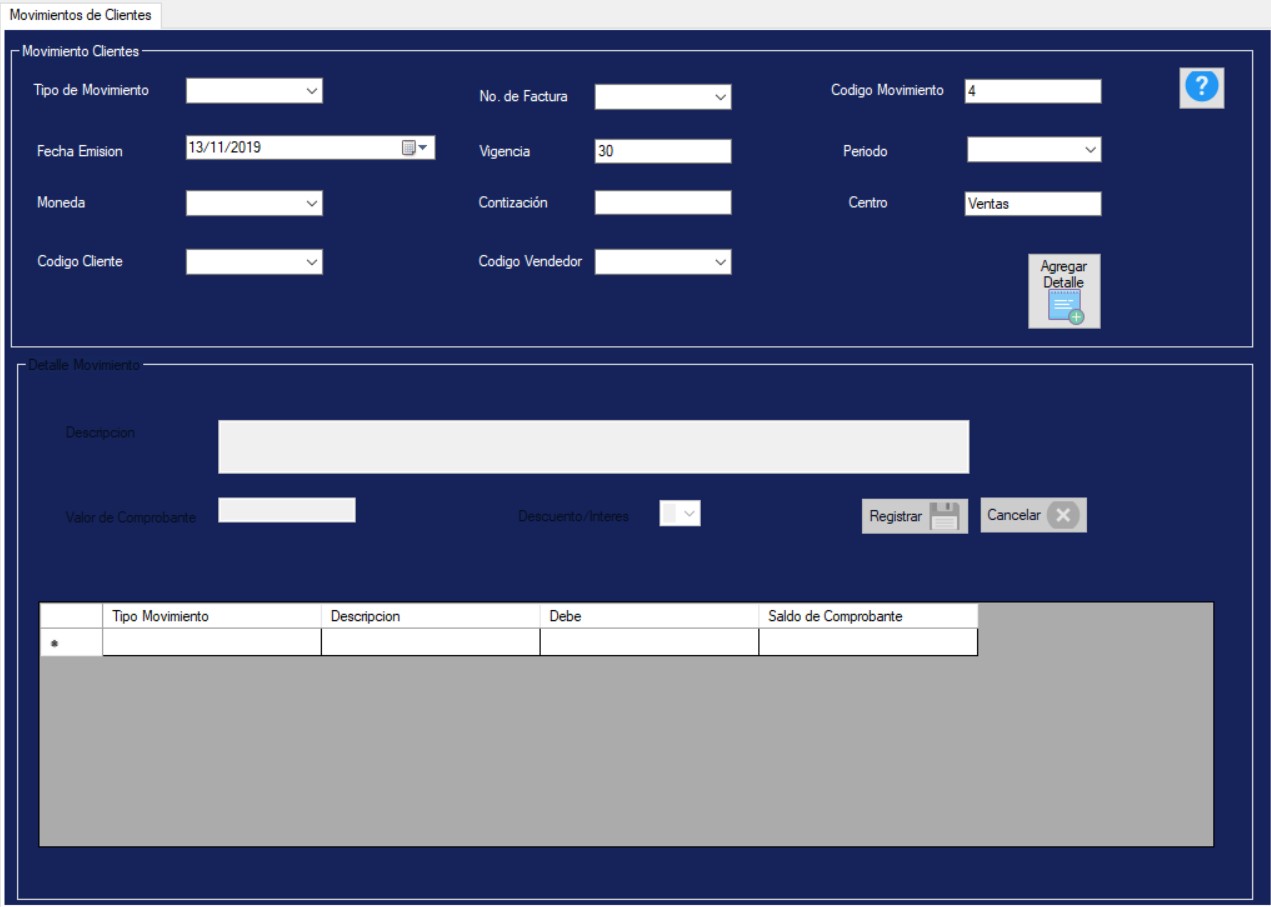 Movimientos de Clientes
Movimiento Clientes
Tipo de Movimiento
No. de Factura
Codigo Movimiento 4
?
Fecha Emision 13/11/2019
Vigencia 30
Periodo
Moneda
Contización
Centro Ventas
Codigo Cliente
Codigo Vendedor
Agregar
Detalle
Detalle Movimiento
Descripcion
Valor de Comprobante
Descuento/Interes
Registrar
Cancelar
Tipo Movimiento Descripcion Debe Saldo de Comprobante
*